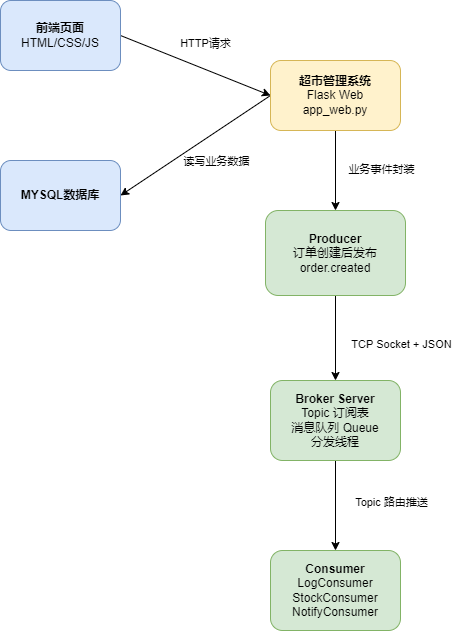 前端页面
HTML/CSS/JS
HTTP请求
超市管理系统
Flask Web
app_web.py
读写业务数据
MYSQL数据库
业务事件封装
Producer
订单创建后发布
order.created
TCP Socket + JSON
Broker Server
Topic 订阅表
消息队列 Queue
分发线程
Topic 路由推送
Consumer
LogConsumer
StockConsumer
NotifyConsumer